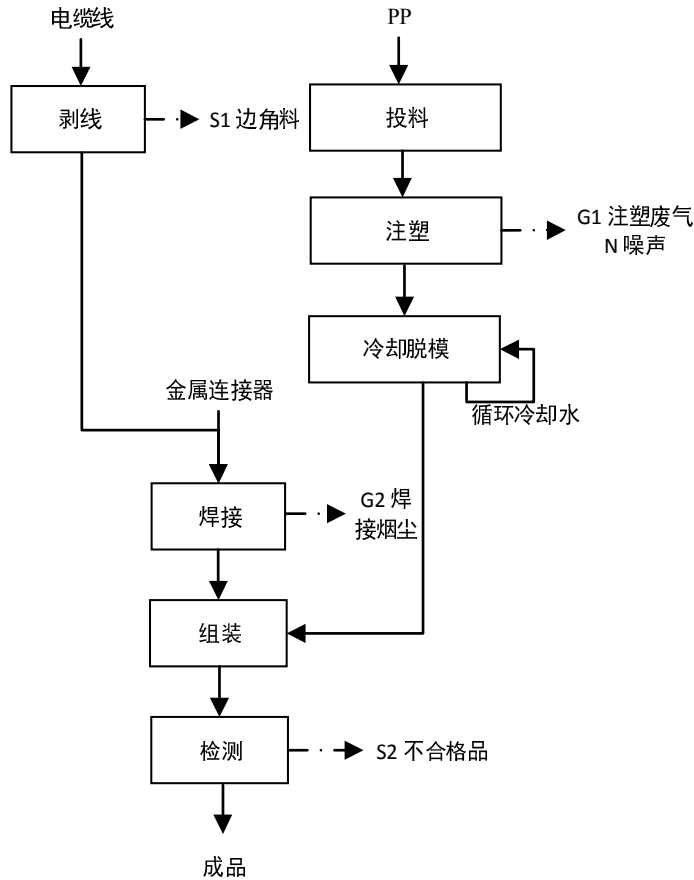 电缆线
PP
剥线
S1 边角料
投料
注塑
G1 注塑废气
N 噪声
冷却脱模
循环冷却水
金属连接器
焊接
G2 焊
接烟尘
组装
检测
S2 不合格品
成品